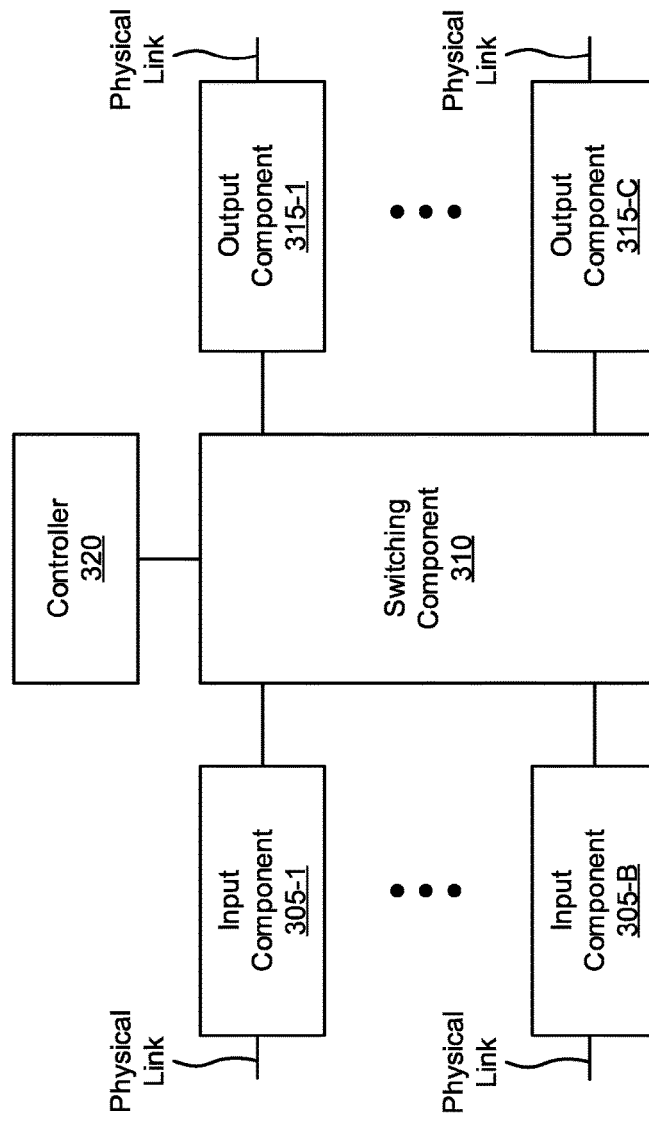 Controller
320
Physical
Link
Input
Component
305-1
Physical
Link
Input
Component
305-B
Switching
Component
310
Output
Component
315-1
Physical
Link
Output
Component
315-C
Physical
Link